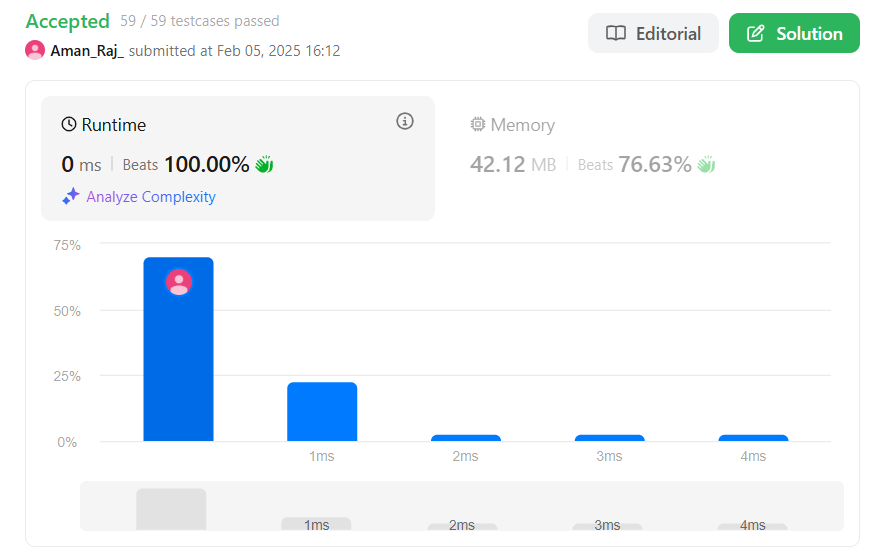 Accepted 59 / 59 testcases passed
Aman_Raj_ submitted at Feb 05, 2025 16:12
Editorial
Solution
Runtime
0 ms | Beats 100.00%
Analyze Complexity
Memory
42.12 MB | Beats 76.63%
75%
50%
25%
0%
1ms 2ms 3ms 4ms
1ms 2ms 3ms 4ms